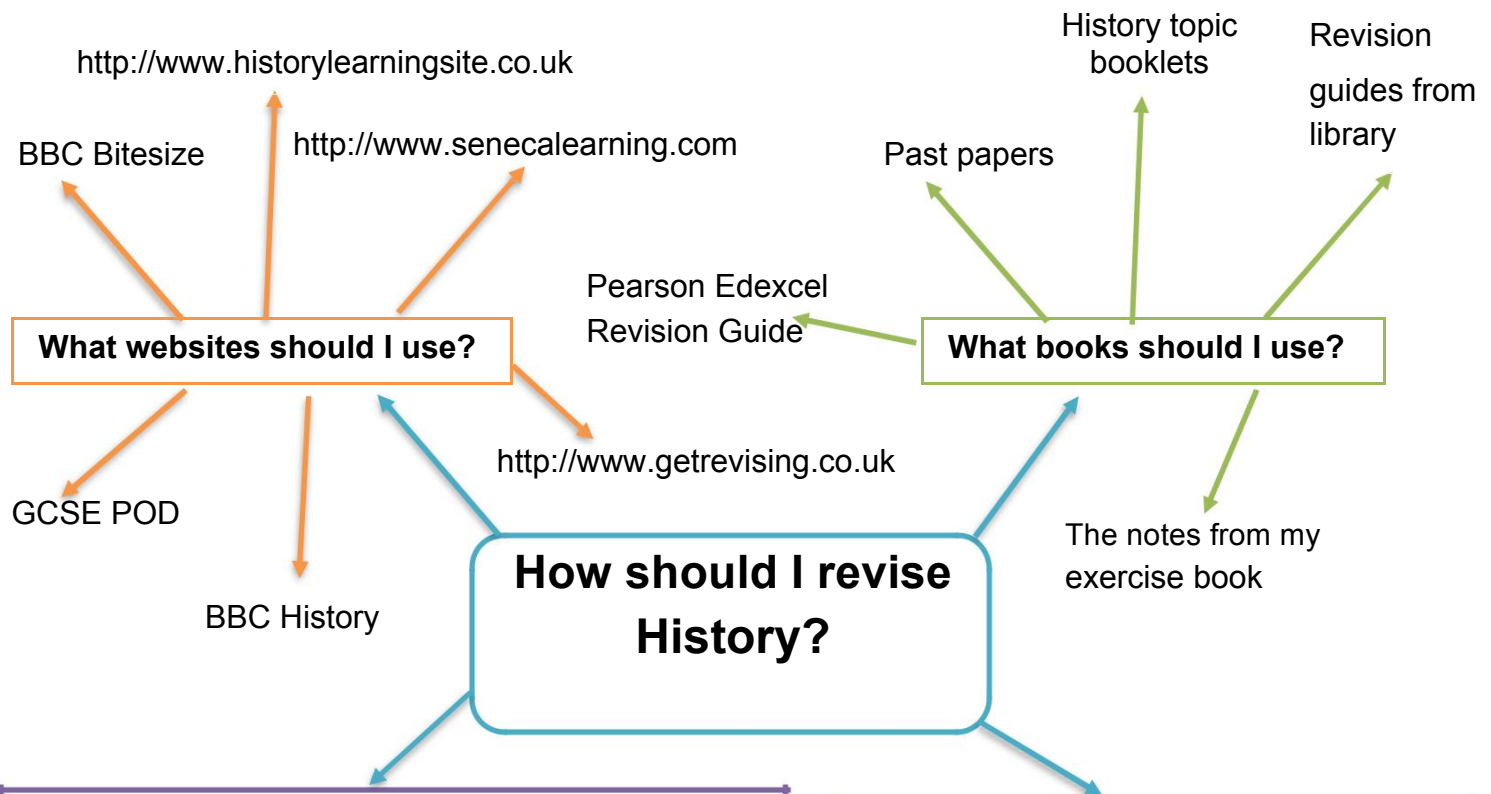 http://www.historylearningsite.co.uk
BBC Bitesize
http://www.senecalearning.com
What websites should I use?
http://www.getrevising.co.uk
GCSE POD
BBC History
History topic
booklets
Revision
guides from
library
Past papers
Pearson Edexcel
Revision Guide
What books should I use?
The notes from my
exercise book
How should I revise
History?